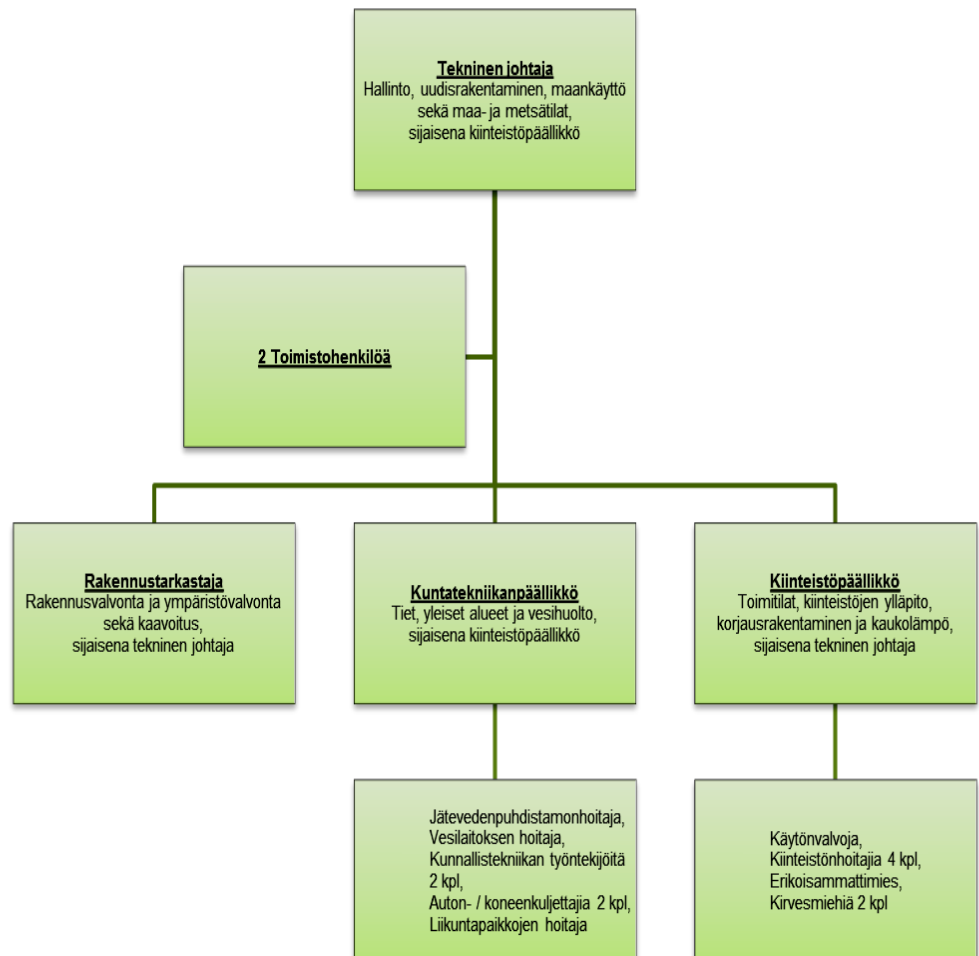 Tekninen johtaja
Hallinto, uudisrakentaminen, maankäyttö
sekä maa- ja metsätilat,
sijaisena kiinteistöpäällikkö
2 Toimistohenkilöä
Rakennustarkastaja
Rakennusvalvonta ja ympäristövalvonta
sekä kaavoitus,
sijaisena tekninen johtaja
Kuntatekniikanpäällikkö
Tiet, yleiset alueet ja vesihuolto,
sijaisena kiinteistöpäällikkö
Kiinteistöpäällikkö
Toimitilat, kiinteistöjen ylläpito,
korjausrakentaminen ja kaukolämpö,
sijaisena tekninen johtaja
Jätevedenpuhdistamonhoitaja,
Vesilaitoksen hoitaja,
Kunnallistekniikan työntekijöitä
2 kpl,
Auton- / koneenkuljettajia 2 kpl,
Liikuntapaikkojen hoitaja
Käytönvalvoja,
Kiinteistönhoitajia 4 kpl,
Erikoisammattimies,
Kirvesmiehiä 2 kpl